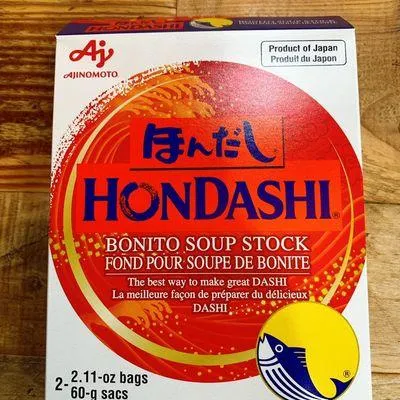 HONDASHI
Aj
AJINOMOTO
Product of Japan
Produit du Japon
ほんだし
HONDASHI®
BONITO SOUP STOCK
FOND POUR SOUPE DE BONITE
The best way to make great DASHI
La meilleure façon de préparer du délicieux
DASHI
®
2- 2.11-oz bags
60-g sacs